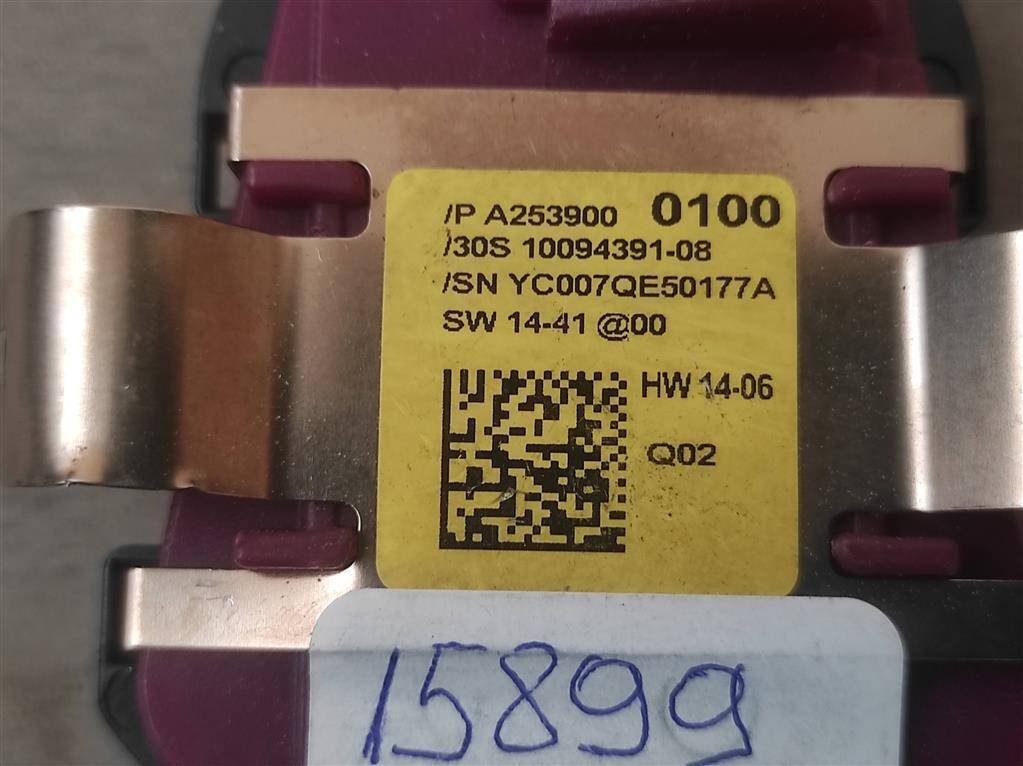 /P A253900 0100
/30S 10094391-08
/SN YC007QE50177A
SW 14-41 @00
HW 14-06
Q02
15899